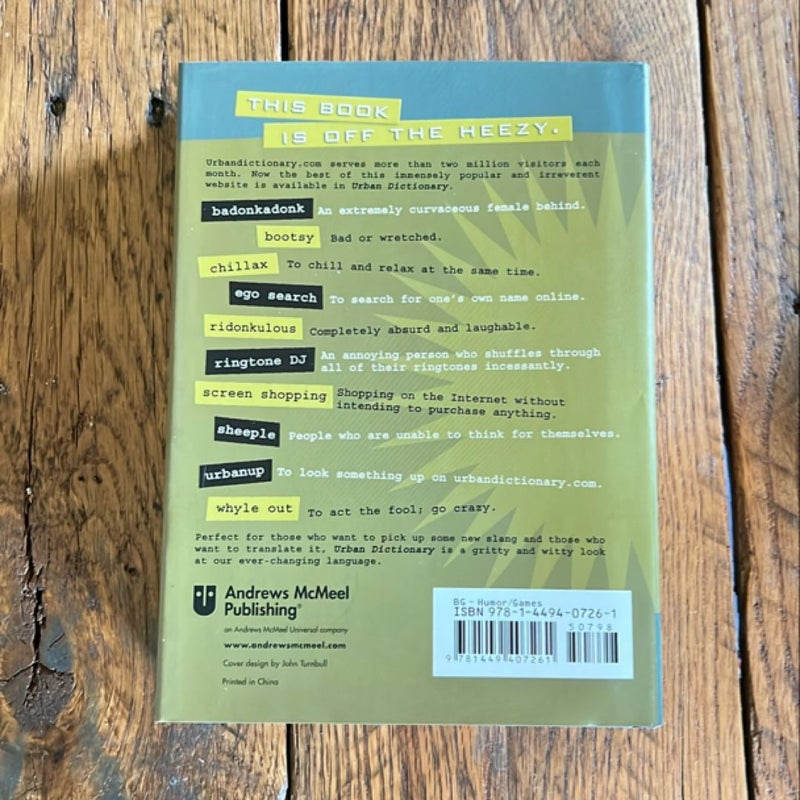 THIS BOOK
IS OFF THE HEEZY.
Urbandictionary.com serves more than two million visitors each
month. Now the best of this immensely popular and irreverent
website is available in Urban Dictionary.
badonkadonk An extremely curvaceous female behind.
bootsy Bad or wretched.
chillax To chill and relax at the same time.
ego search To search for one's own name online.
ridonkulous Completely absurd and laughable.
ringtone DJ An annoying person who shuffles through
all of their ringtones incessantly.
screen shopping Shopping on the Internet without
intending to purchase anything.
sheeple People who are unable to think for themselves.
urbanup To look something up on urbandictionary.com.
whyle out To act the fool; go crazy.
Perfect for those who want to pick up some new slang and those who
want to translate it, Urban Dictionary is a gritty and witty look
at our ever-changing language.
Andrews McMeel
Publishing®
an Andrews McMeel Universal company
www.andrewsmcmeel.com
Cover design by John Turnbull
Printed in China
BG - Humor/Games
ISBN 978-1-4494-0726-1
50798
9 781449 407261